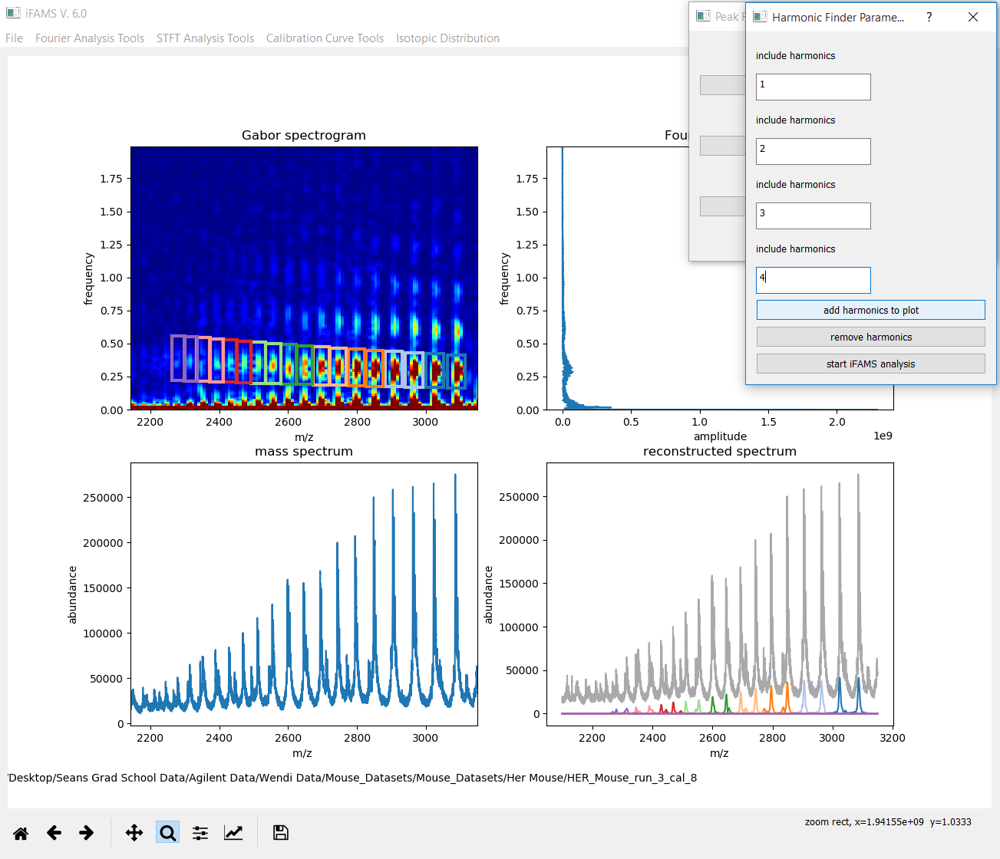 iFAMS V. 6.0
File Fourier Analysis Tools STFT Analysis Tools Calibration Curve Tools Isotopic Distribution
Peak F
Harmonic Finder Parame... ?
include harmonics
1
include harmonics
2
include harmonics
3
include harmonics
4
add harmonics to plot
remove harmonics
start iFAMS analysis
Gabor spectrogram
frequency
1.75
1.50
1.25
1.00
0.75
0.50
0.25
0.00
2200 2400 2600 2800 3000
m/z
Four
frequency
1.75
1.50
1.25
1.00
0.75
0.50
0.25
0.00
0.0 0.5 1.0 1.5 2.0
1e9
amplitude
mass spectrum
abundance
250000
200000
150000
100000
50000
0
2200 2400 2600 2800 3000
m/z
reconstructed spectrum
abundance
250000
200000
150000
100000
50000
0
2200 2400 2600 2800 3000 3200
m/z
/Desktop/Seans Grad School Data/Agilent Data/Wendi Data/Mouse_Datasets/Mouse_Datasets/Her Mouse/HER_Mouse_run_3_cal_8
zoom rect, x=1.94155e+09 y=1.0333